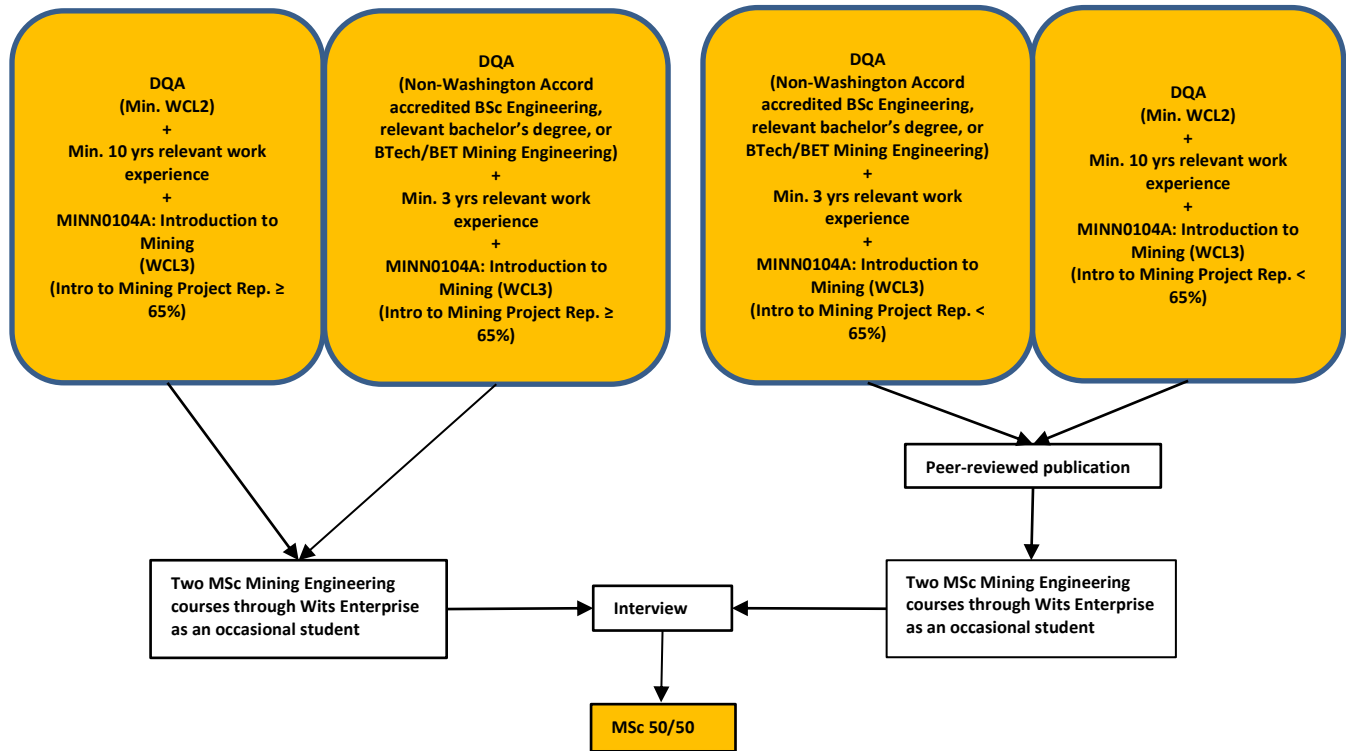 DQA
(Min. WCL2)
+
Min. 10 yrs relevant work
experience
+
MINN0104A: Introduction to
Mining
(WCL3)
(Intro to Mining Project Rep. ≥
65%)
DQA
(Non-Washington Accord
accredited BSc Engineering,
relevant bachelor’s degree, or
BTech/BET Mining Engineering)
+
Min. 3 yrs relevant work
experience
+
MINN0104A: Introduction to
Mining (WCL3)
(Intro to Mining Project Rep. ≥
65%)
DQA
(Non-Washington Accord
accredited BSc Engineering,
relevant bachelor’s degree, or
BTech/BET Mining Engineering)
+
Min. 3 yrs relevant work
experience
+
MINN0104A: Introduction to
Mining (WCL3)
(Intro to Mining Project Rep. <
65%)
DQA
(Min. WCL2)
+
Min. 10 yrs relevant work
experience
+
MINN0104A: Introduction to
Mining (WCL3)
(Intro to Mining Project Rep. <
65%)
Peer-reviewed publication
Two MSc Mining Engineering
courses through Wits Enterprise
as an occasional student
Interview
Two MSc Mining Engineering
courses through Wits Enterprise
as an occasional student
MSc 50/50